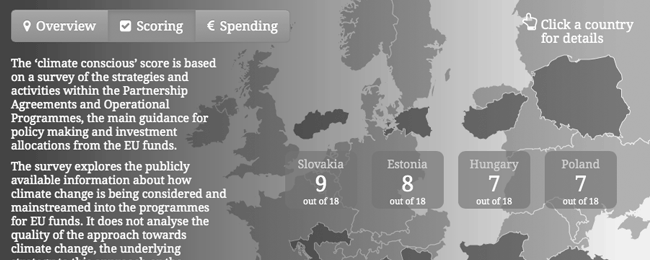 Overview
Scoring
€ Spending
Click a country
for details
The ‘climate conscious’ score is based
on a survey of the strategies and
activities within the Partnership
Agreements and Operational
Programmes, the main guidance for
policy making and investment
allocations from the EU funds.
The survey explores the publicly
available information about how
climate change is being considered and
mainstreamed into the programmes
for EU funds. It does not analyse the
quality of the approach towards
climate change, the underlying
Slovakia
9
out of 18
Estonia
8
out of 18
Hungary
7
out of 18
Poland
7
out of 18